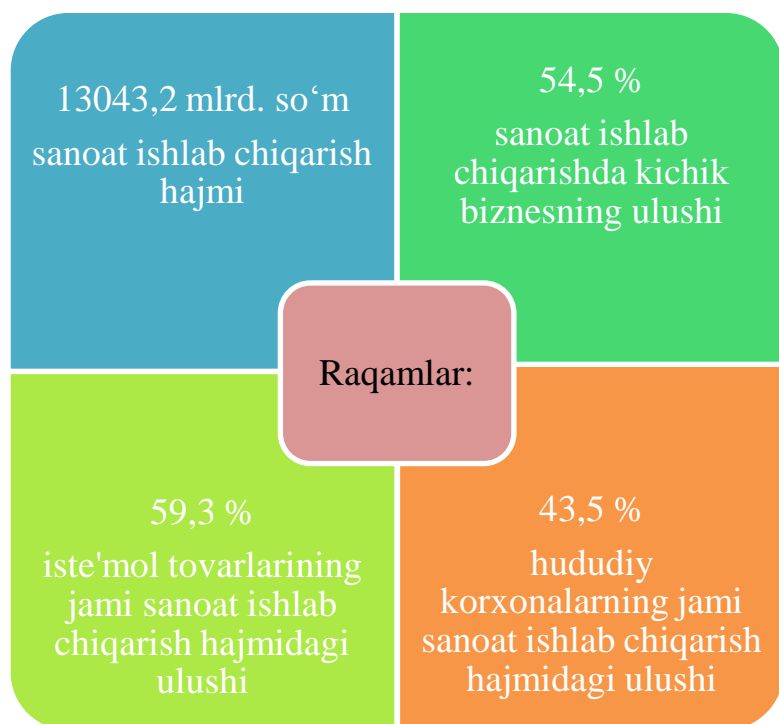 13043,2 mlrd. so‘m
sanoat ishlab chiqarish
hajmi
54,5 %
sanoat ishlab
chiqarishda kichik
biznesning ulushi
Raqamlar:
59,3 %
iste'mol tovarlarining
jami sanoat ishlab
chiqarish hajmidagi
ulushi
43,5 %
hududiy
korxonalarning jami
sanoat ishlab chiqarish
hajmidagi ulushi